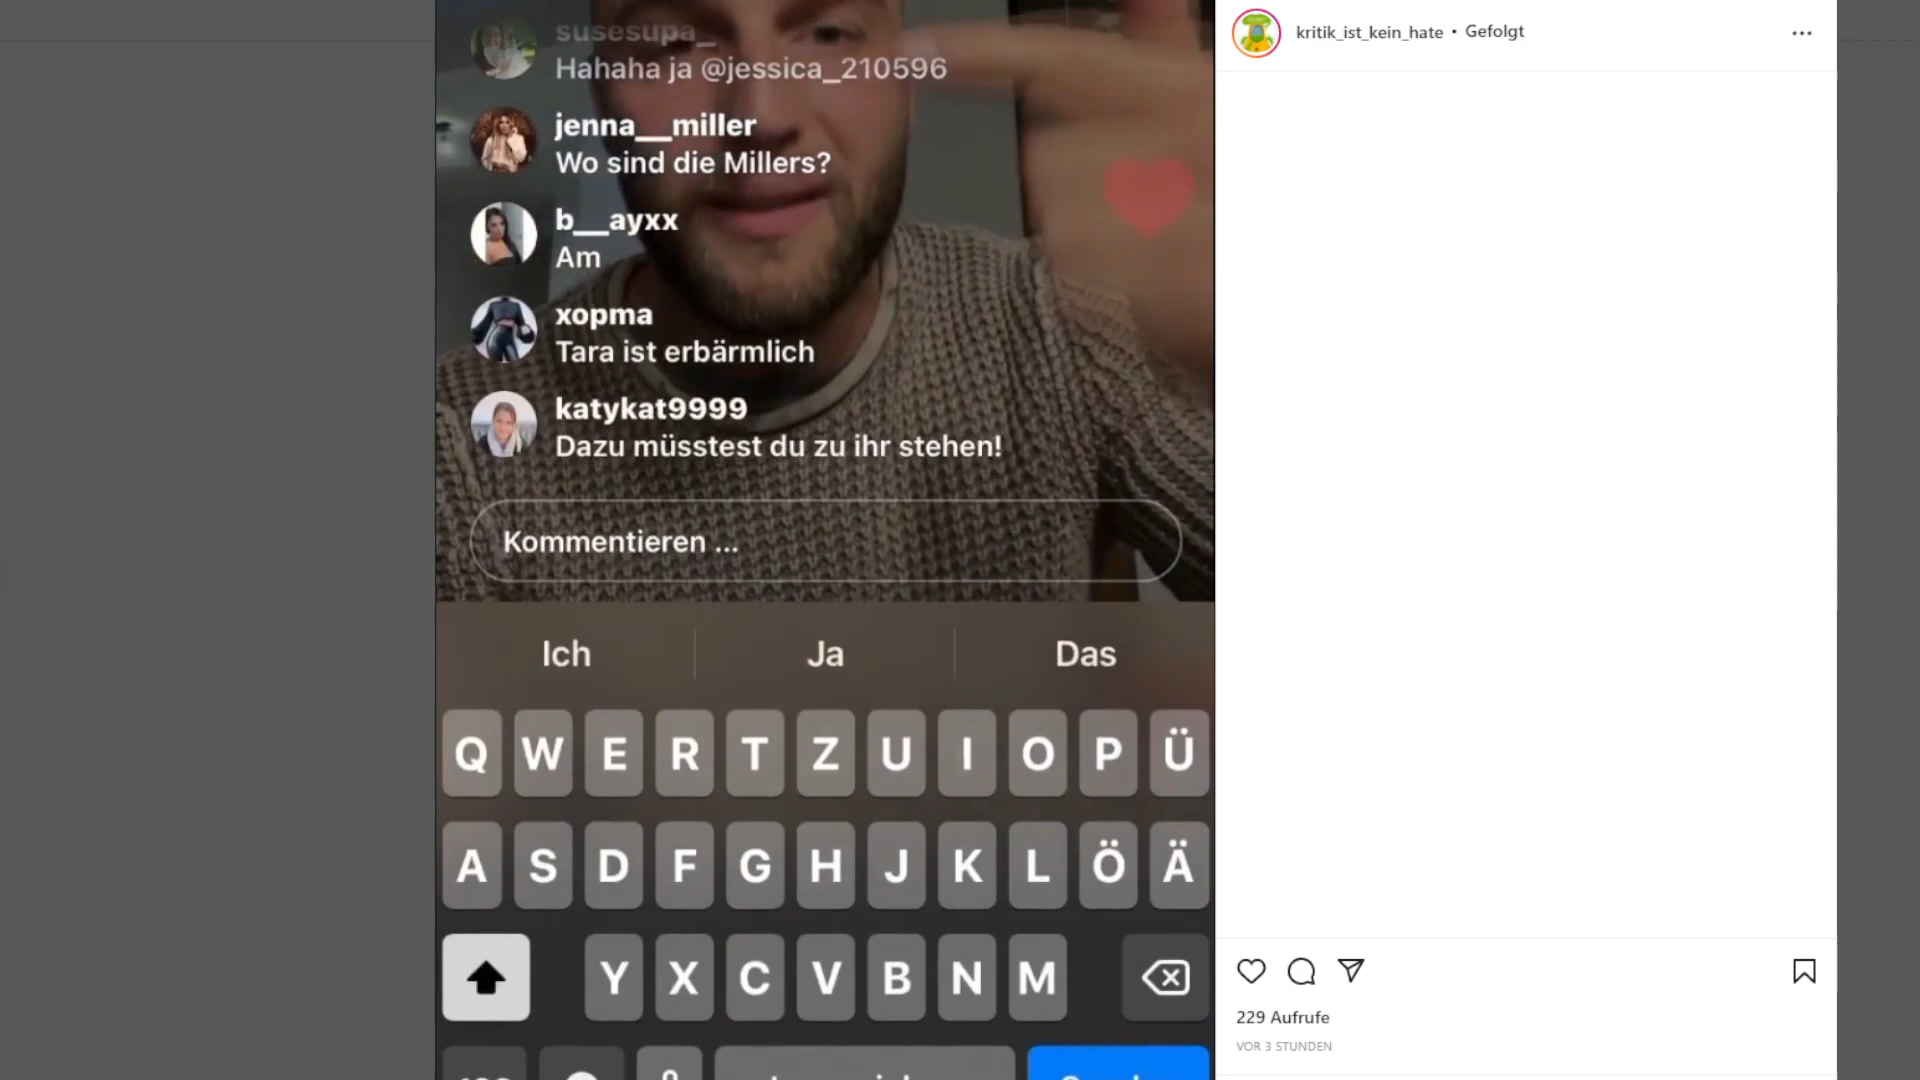 susesupa_
Hahaha ja @jessica_210596
jenna__miller
Wo sind die Millers?
b__ayxx
Am
xopma
Tara ist erbärmlich
katykat9999
Dazu müsstest du zu ihr stehen!
Kommentieren ...
Ich Ja Das
Q W E R T Z U I O P Ü
A S D F G H J K L Ö Ä
Y X C V B N M
kritik_ist_kein_hate • Gefolgt
229 Aufrufe
VOR 3 STUNDEN